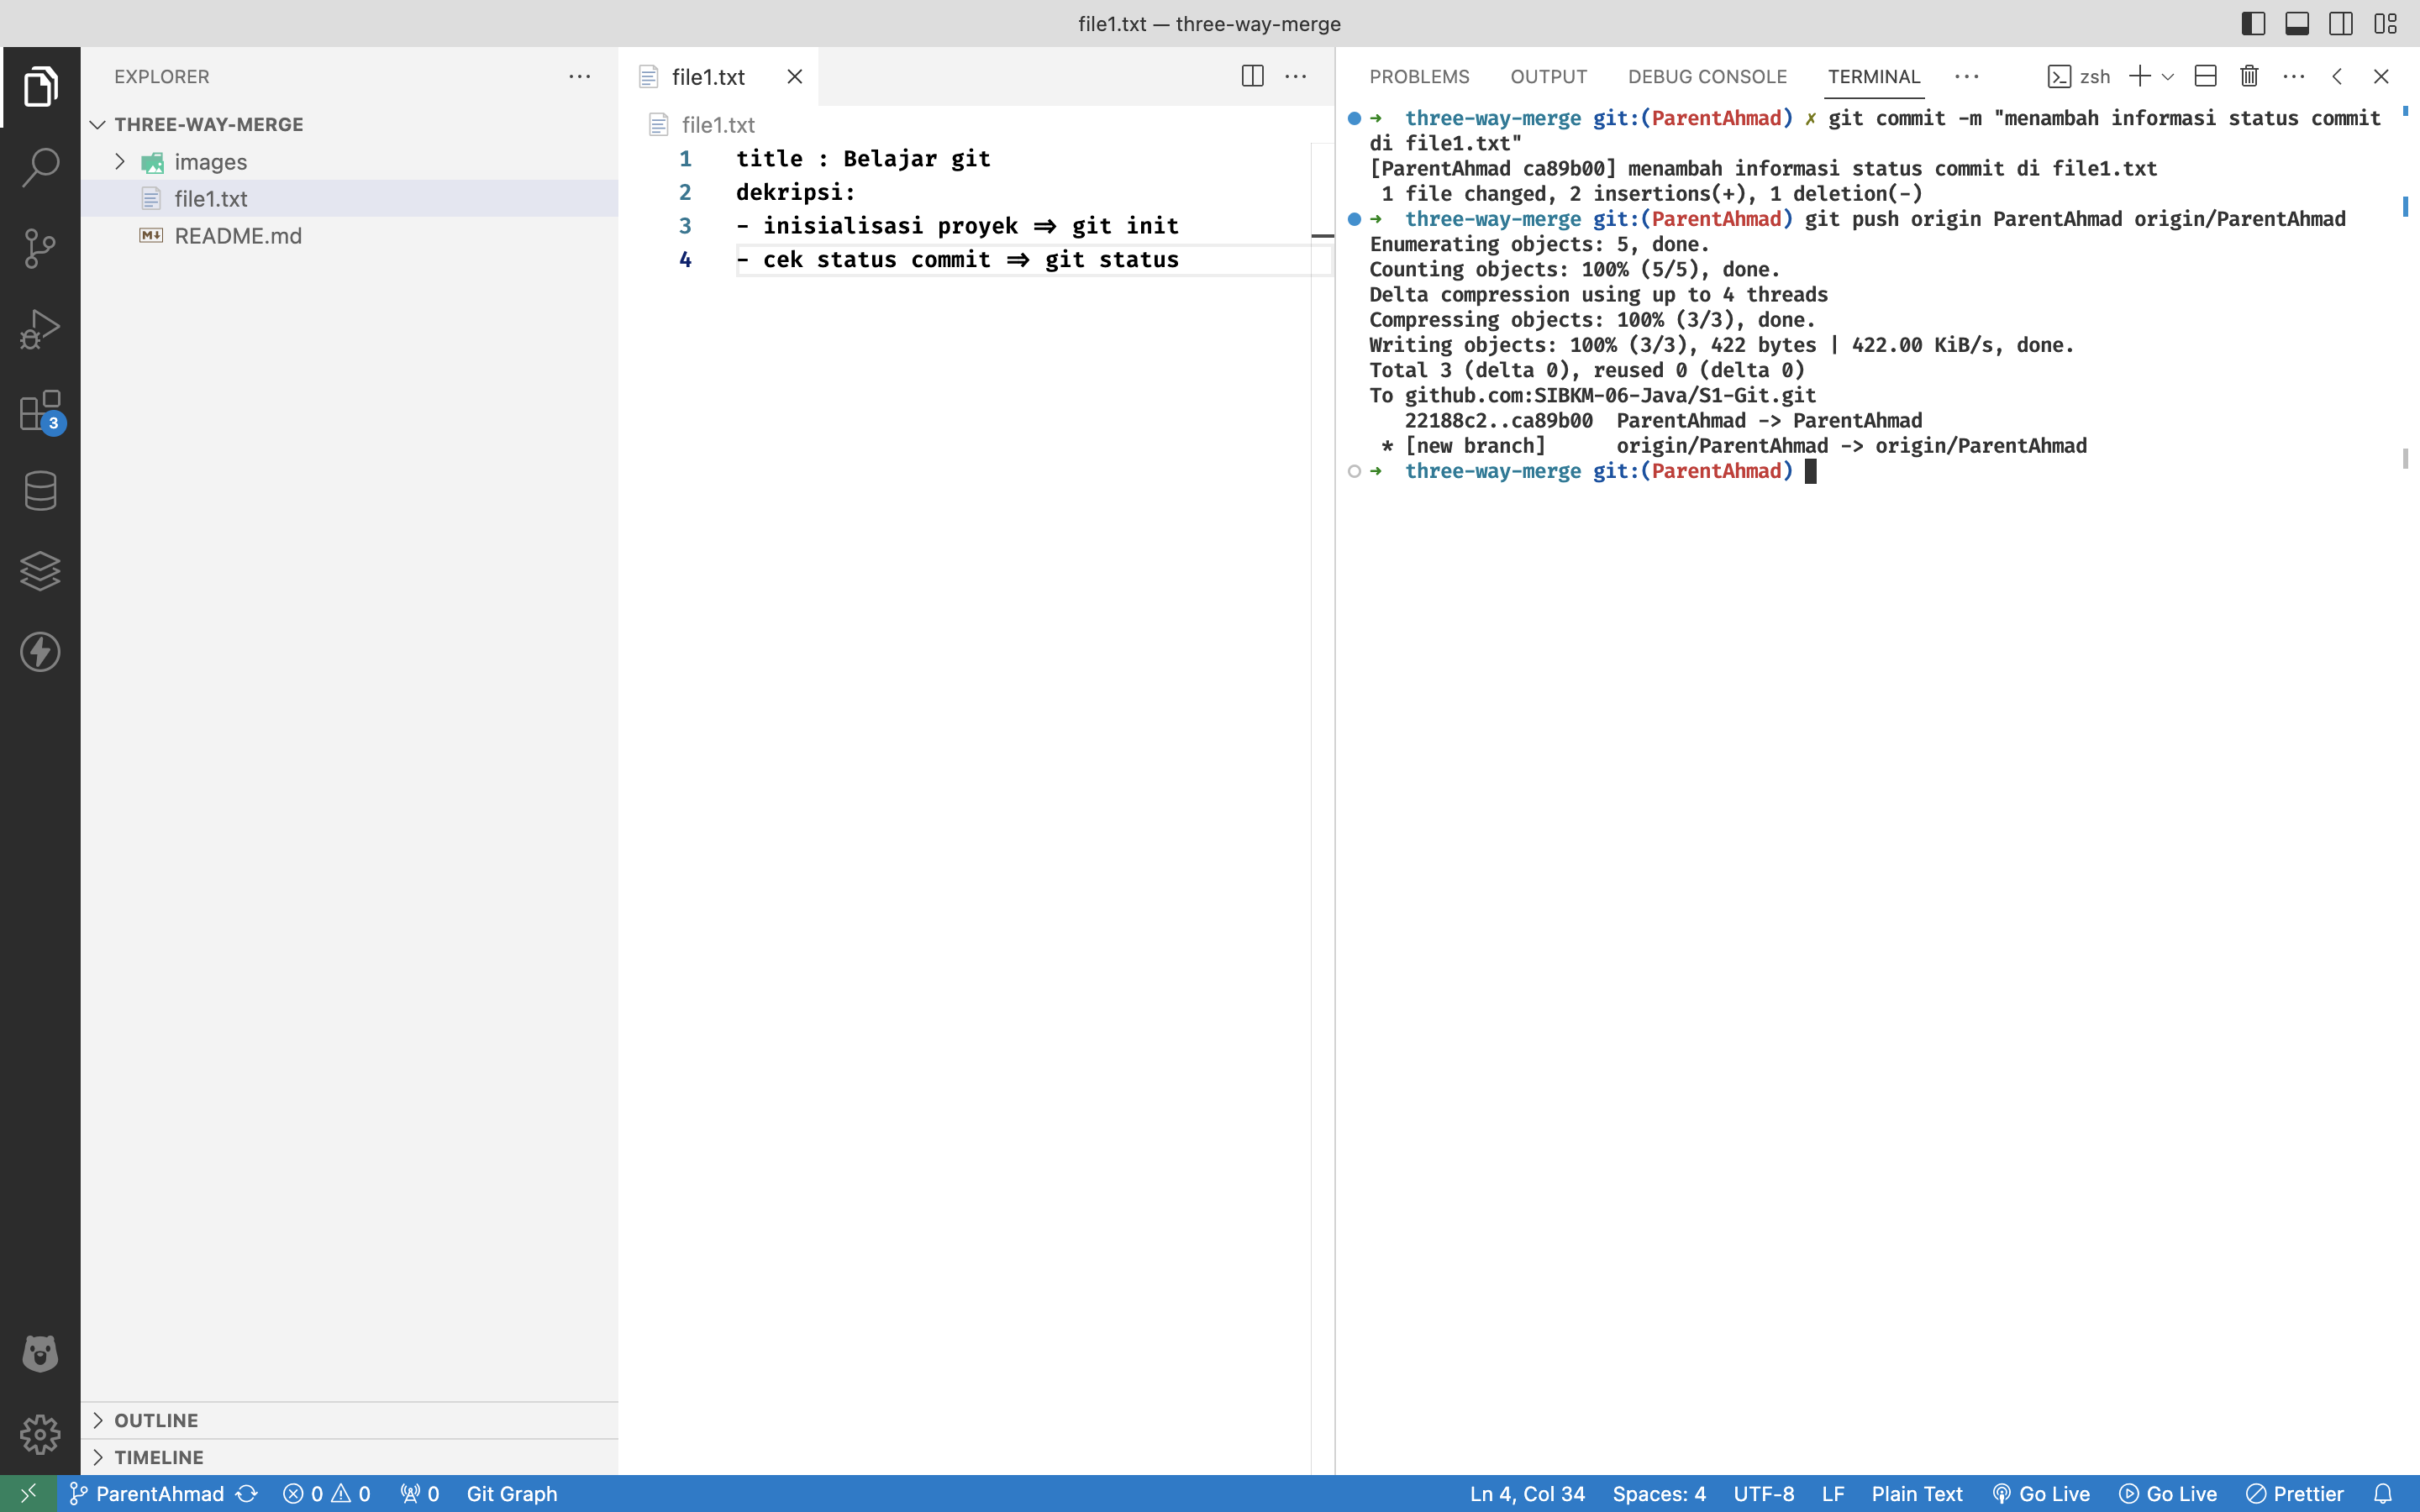 file1.txt — three-way-merge
EXPLORER
THREE-WAY-MERGE
images
file1.txt
README.md
OUTLINE
TIMELINE
3
file1.txt
file1.txt
1 title : Belajar git
2 dekripsi:
3 - inisialisasi proyek => git init
4 - cek status commit => git status
PROBLEMS OUTPUT DEBUG CONSOLE TERMINAL zsh
➜ three-way-merge git:(ParentAhmad) ✗ git commit -m "menambah informasi status commit
di file1.txt"
[ParentAhmad ca89b00] menambah informasi status commit di file1.txt
1 file changed, 2 insertions(+), 1 deletion(-)
➜ three-way-merge git:(ParentAhmad) git push origin ParentAhmad origin/ParentAhmad
Enumerating objects: 5, done.
Counting objects: 100% (5/5), done.
Delta compression using up to 4 threads
Compressing objects: 100% (3/3), done.
Writing objects: 100% (3/3), 422 bytes | 422.00 KiB/s, done.
Total 3 (delta 0), reused 0 (delta 0)
To github.com:SIBKM-06-Java/S1-Git.git
22188c2..ca89b00 ParentAhmad -> ParentAhmad
* [new branch] origin/ParentAhmad -> origin/ParentAhmad
➜ three-way-merge git:(ParentAhmad)
ParentAhmad 0 0 0 Git Graph Ln 4, Col 34 Spaces: 4 UTF-8 LF Plain Text Go Live Go Live Prettier